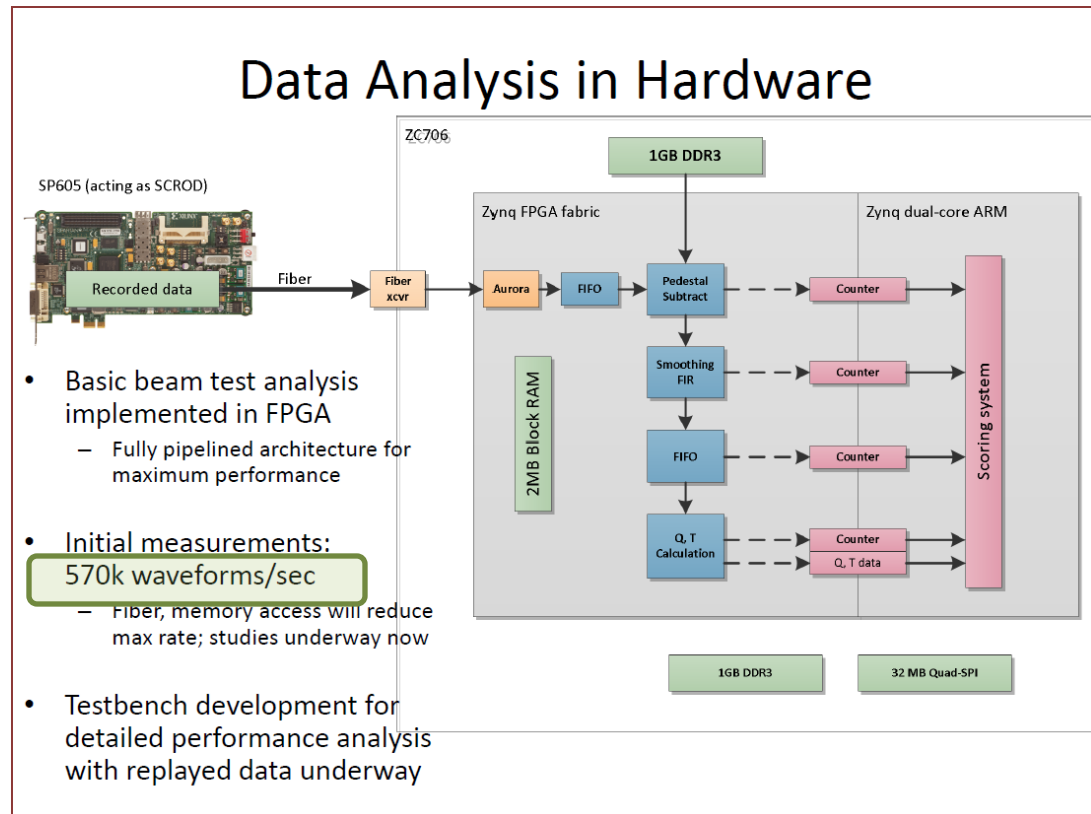 Data Analysis in Hardware
ZC706
1GB DDR3
SP605 (acting as SCROD)
Zynq FPGA fabric
Zynq dual-core ARM
Recorded data
Fiber
Fiber
xcvr
Aurora
FIFO
Pedestal
Subtract
Counter
2MB Block RAM
Smoothing
FIR
Counter
Scoring system
FIFO
Counter
Q, T
Calculation
Counter
Q, T data
1GB DDR3
32 MB Quad-SPI
• Basic beam test analysis
implemented in FPGA
– Fully pipelined architecture for
maximum performance
• Initial measurements:
570k waveforms/sec
– Fiber, memory access will reduce
max rate; studies underway now
• Testbench development for
detailed performance analysis
with replayed data underway